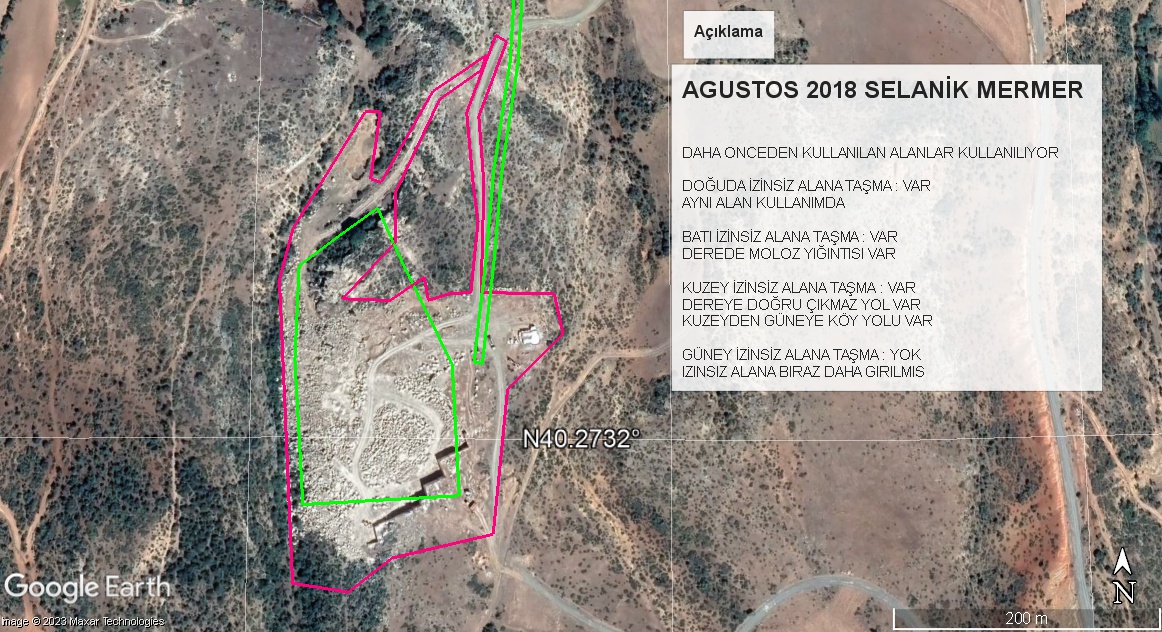 Açıklama
AGUSTOS 2018 SELANİK MERMER
DAHA ONCEDEN KULLANILAN ALANLAR KULLANILIYOR
DOĞUDA İZİNSİZ ALANA TAŞMA : VAR
AYNI ALAN KULLANIMDA
BATI İZİNSİZ ALANA TAŞMA : VAR
DEREDE MOLOZ YIĞINTISI VAR
KUZEY İZİNSİZ ALANA TAŞMA : VAR
DEREYE DOĞRU ÇIKMAZ YOL VAR
KUZEYDEN GÜNEYE KÖY YOLU VAR
GÜNEY İZİNSİZ ALANA TAŞMA : YOK
IZINSIZ ALANA BIRAZ DAHA GIRILMIS
N40.2732°
Google Earth
N
200 m
mage © 2023 Maxar Technologies